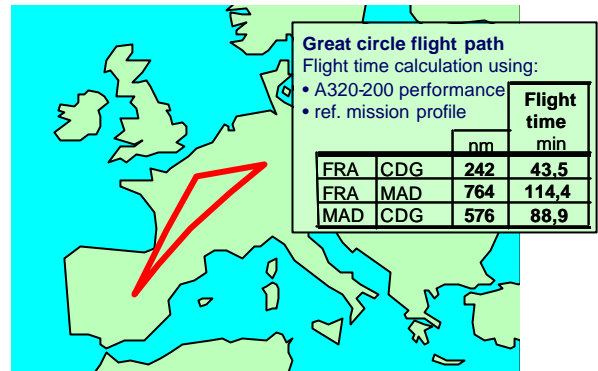 Great circle flight path
Flight time calculation using:
• A320-200 performance
• ref. mission profile
Flight
time
nm min
FRA CDG 242 43,5
FRA MAD 764 114,4
MAD CDG 576 88,9